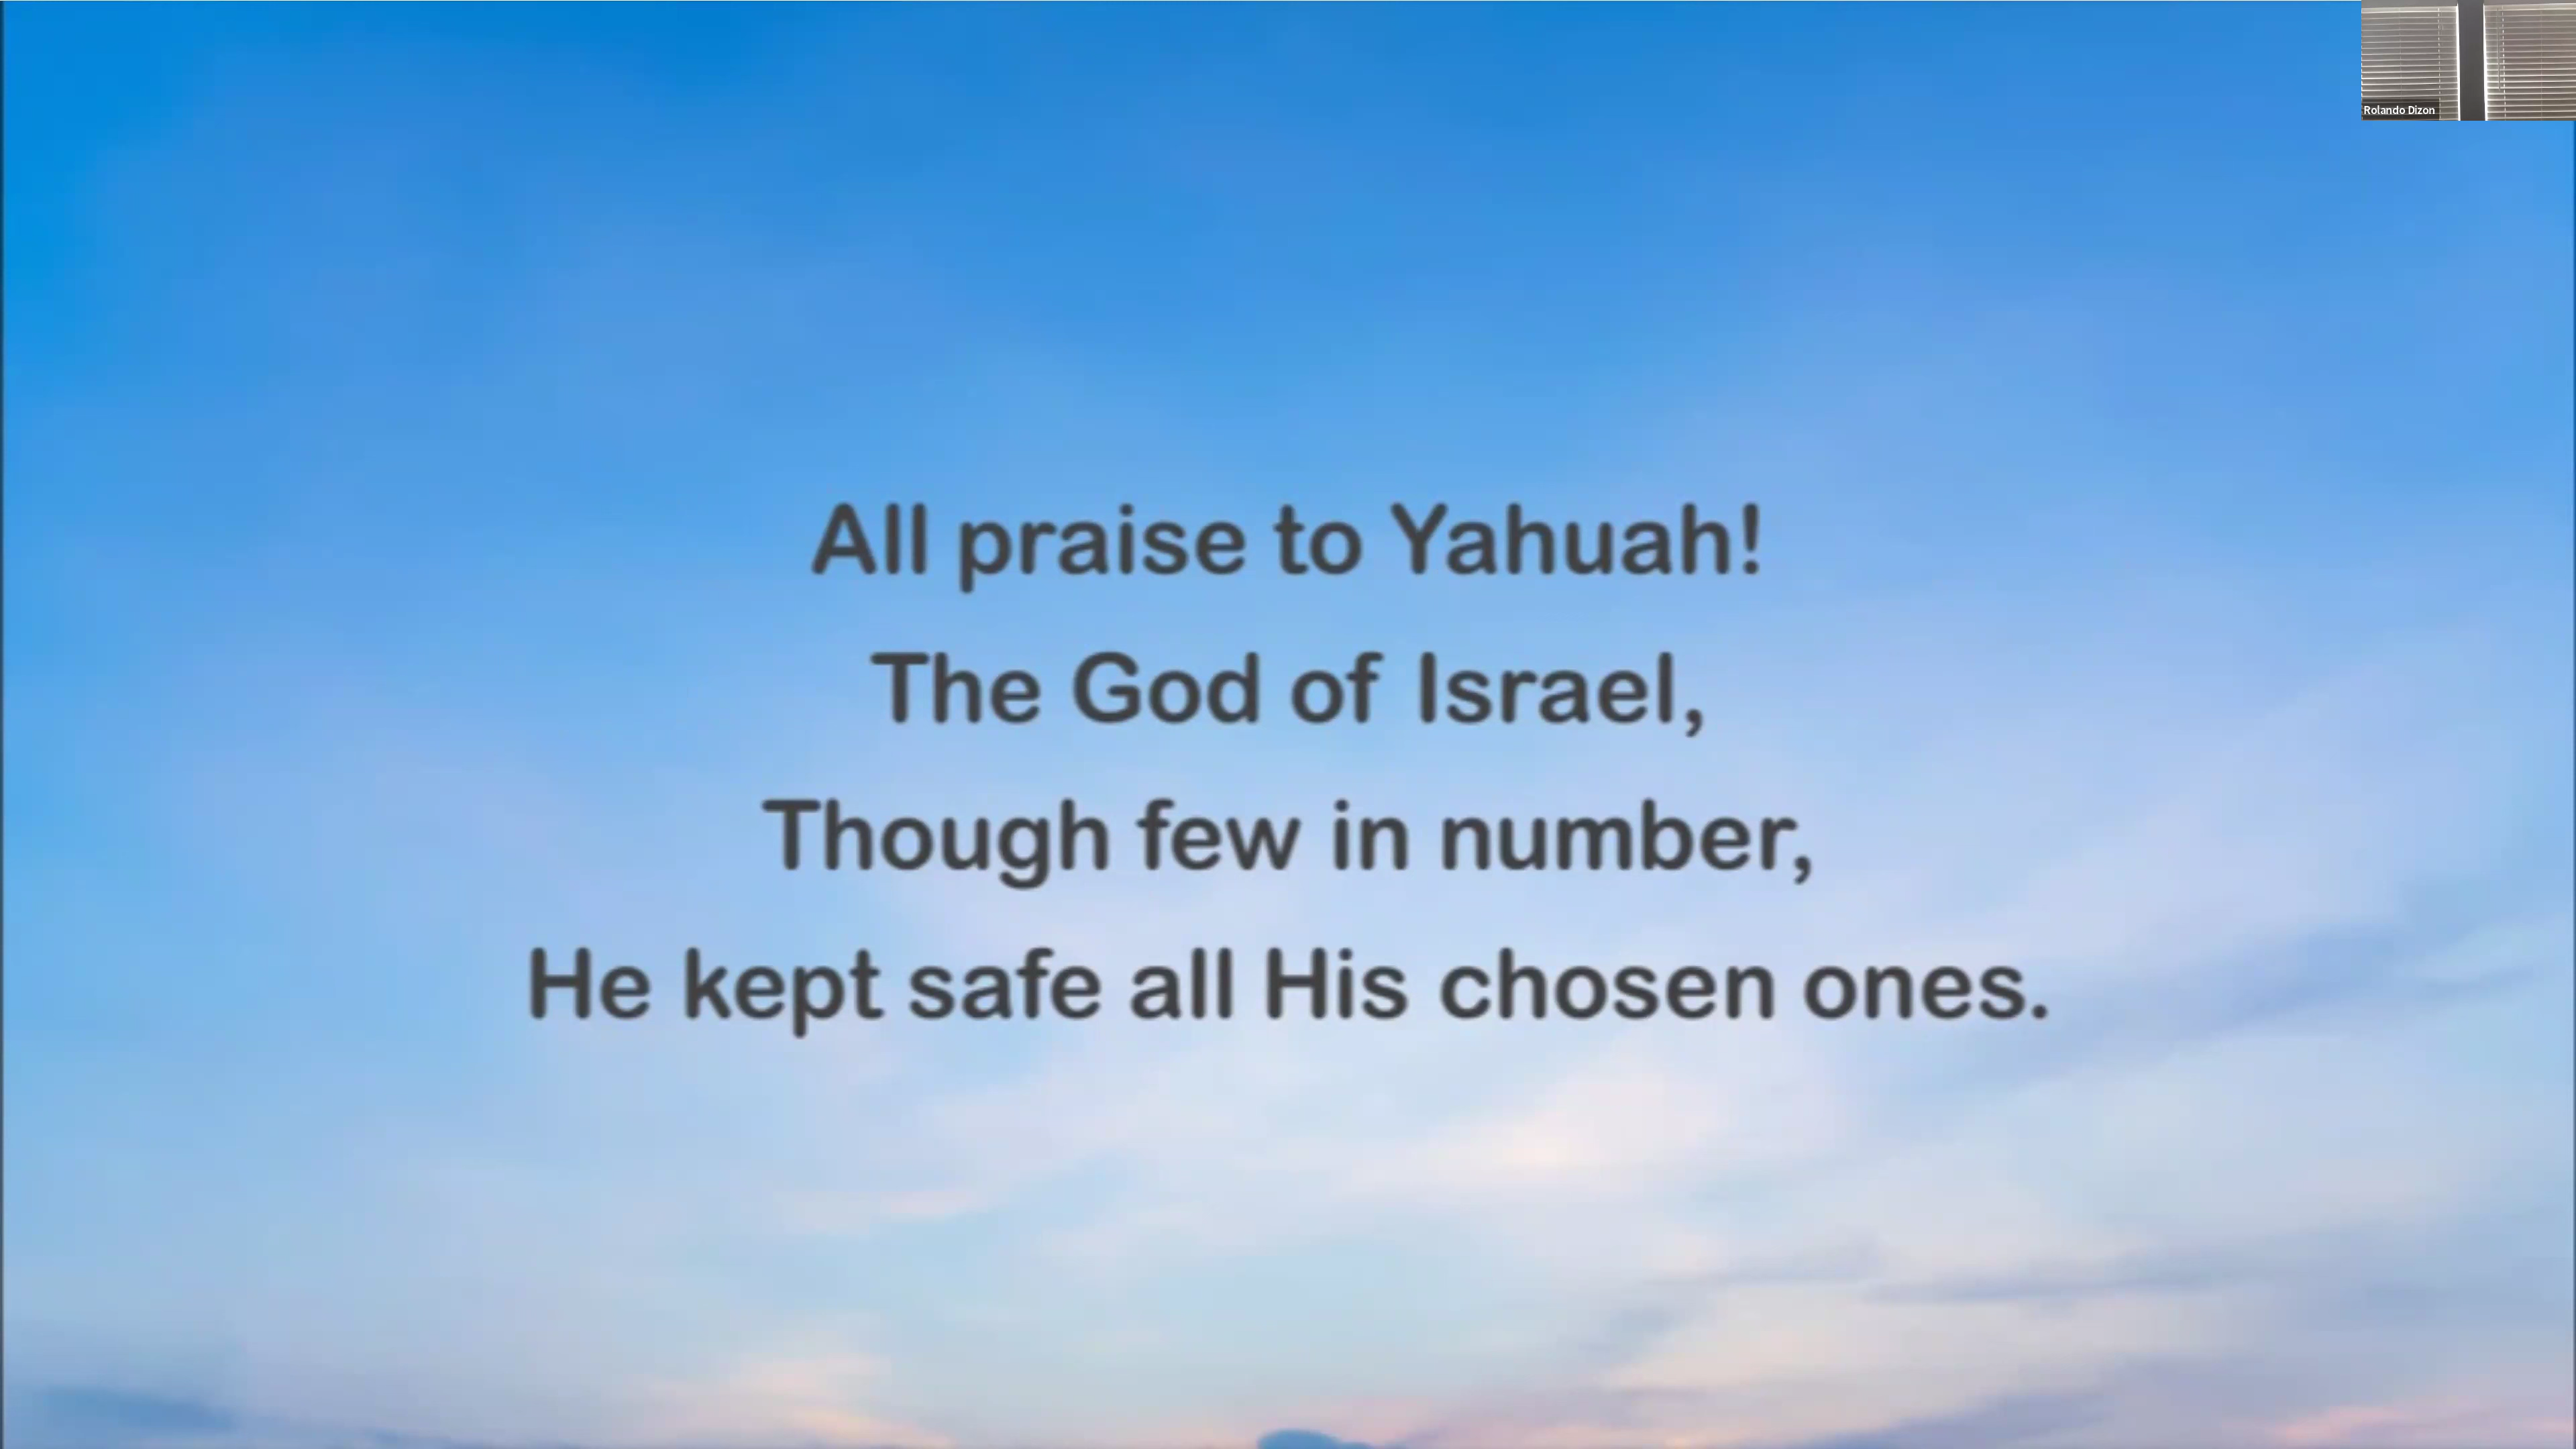 Rolando Dizon
All praise to Yahuah!
The God of Israel,
Though few in number,
He kept safe all His chosen ones.